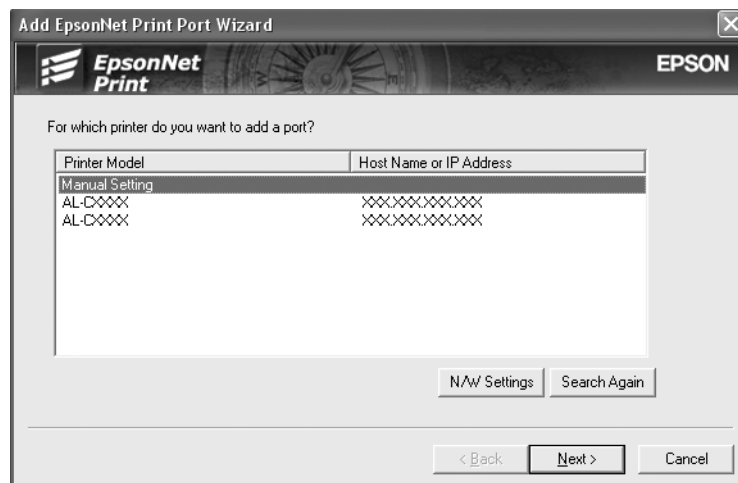 Add EpsonNet Print Port Wizard
EpsonNet
Print
EPSON
For which printer do you want to add a port?
Printer Model Host Name or IP Address
Manual Setting
AL-CXXXX XXX.XXX.XXX.XXX
AL-CXXXX XXX.XXX.XXX.XXX
N/W Settings Search Again
< Back Next > Cancel